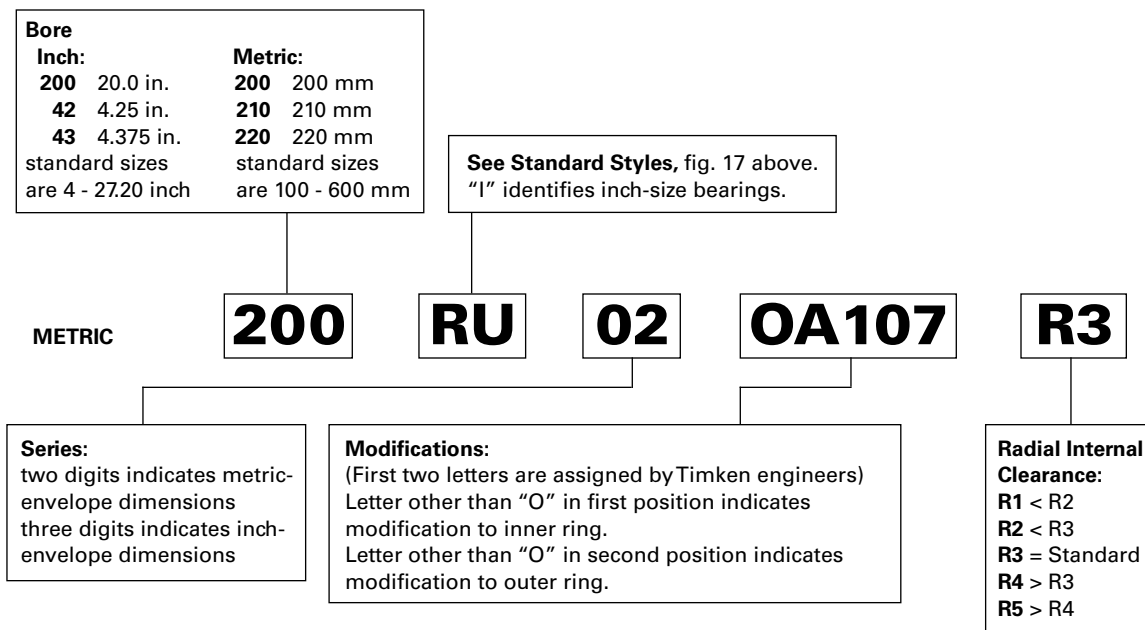 Bore
Inch: Metric:
200 20.0 in. 200 200 mm
42 4.25 in. 210 210 mm
43 4.375 in. 220 220 mm
standard sizes standard sizes
are 4 - 27.20 inch are 100 - 600 mm
See Standard Styles, fig. 17 above.
“I” identifies inch-size bearings.
METRIC 200 RU 02 OA107 R3
Series:
two digits indicates metric-
envelope dimensions
three digits indicates inch-
envelope dimensions
Modifications:
(First two letters are assigned by Timken engineers)
Letter other than “O” in first position indicates
modification to inner ring.
Letter other than “O” in second position indicates
modification to outer ring.
Radial Internal
Clearance:
R1 < R2
R2 < R3
R3 = Standard
R4 > R3
R5 > R4